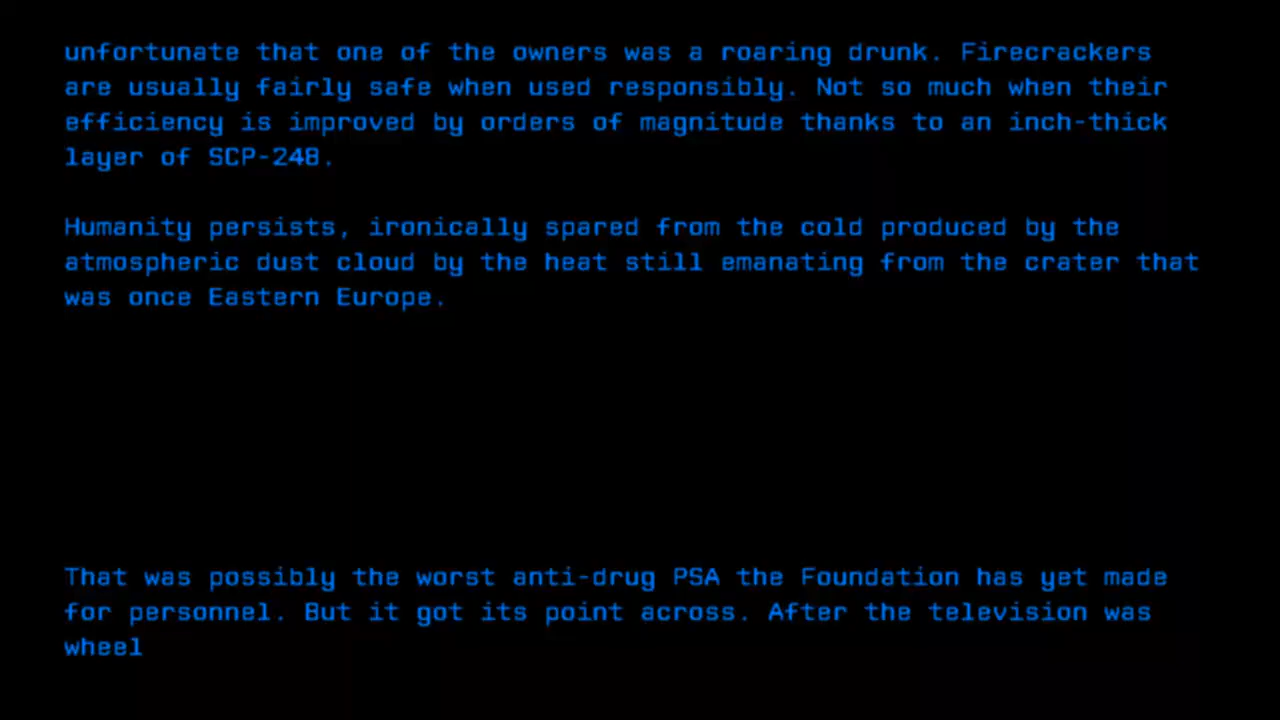 unfortunate that one of the owners was a roaring drunk. Firecrackers
are usually fairly safe when used responsibly. Not so much when their
efficiency is improved by orders of magnitude thanks to an inch-thick
layer of SCP-248.
Humanity persists, ironically spared from the cold produced by the
atmospheric dust cloud by the heat still emanating from the crater that
was once Eastern Europe.
That was possibly the worst anti-drug PSA the Foundation has yet made
for personnel. But it got its point across. After the television was
wheel